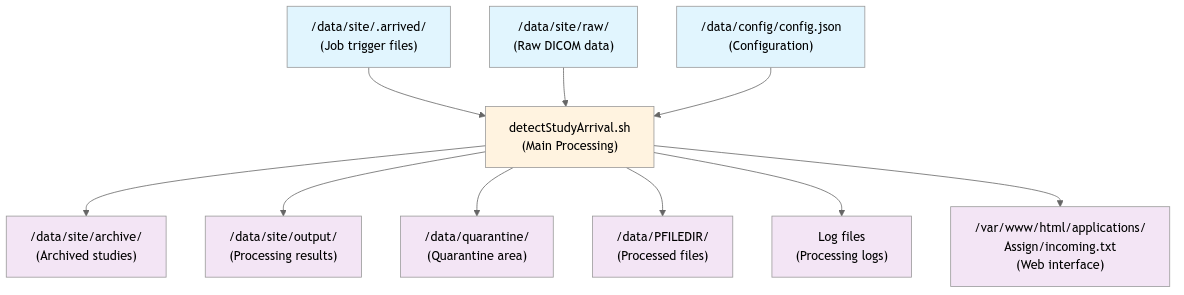 /data/site/.arrived/
(Job trigger files)
/data/site/raw/
(Raw DICOM data)
/data/config/config.json
(Configuration)
detectStudyArrival.sh
(Main Processing)
/data/site/archive/
(Archived studies)
/data/site/output/
(Processing results)
/data/quarantine/
(Quarantine area)
/data/PFILEDIR/
(Processed files)
Log files
(Processing logs)
/var/www/html/applications/
Assign/incoming.txt
(Web interface)